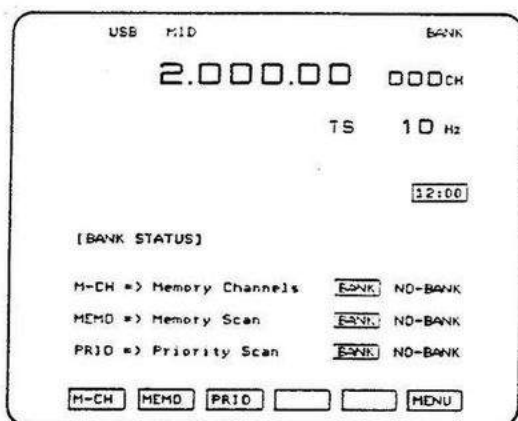 USB MID BANK
2.000.00 000CH
TS 10 Hz
12:00
[BANK STATUS]
M-CH => Memory Channels BANK NO-BANK
MEMO => Memory Scan BANK NO-BANK
PRIO => Priority Scan BANK NO-BANK
M-CH MEMO PRIO MENU